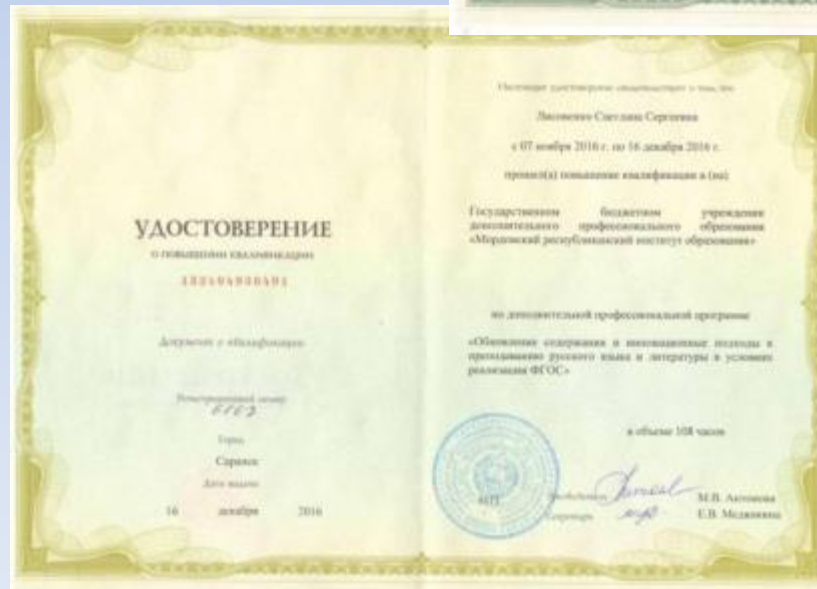 УДОСТОВЕРЕНИЕ
о повышении квалификации
Документ о квалификации
Регистрационный номер
Город
Саранск
Дата выдачи
16 декабря 2016
Настоящее удостоверение свидетельствует о том, что
Светлана Сергеевна
с 07 ноября 2016 г. по 16 декабря 2016 г.
прошел(а) повышение квалификации в (на)
Государственном бюджетном учреждении
дополнительного профессионального образования
«Мордовский республиканский институт образования»
по дополнительной профессиональной программе
«Обновление содержания и инновационные подходы в
преподавании русского языка и литературы в условиях
реализации ФГОС»
в объеме 108 часов
Руководитель М.В.
Секретарь Е.В.